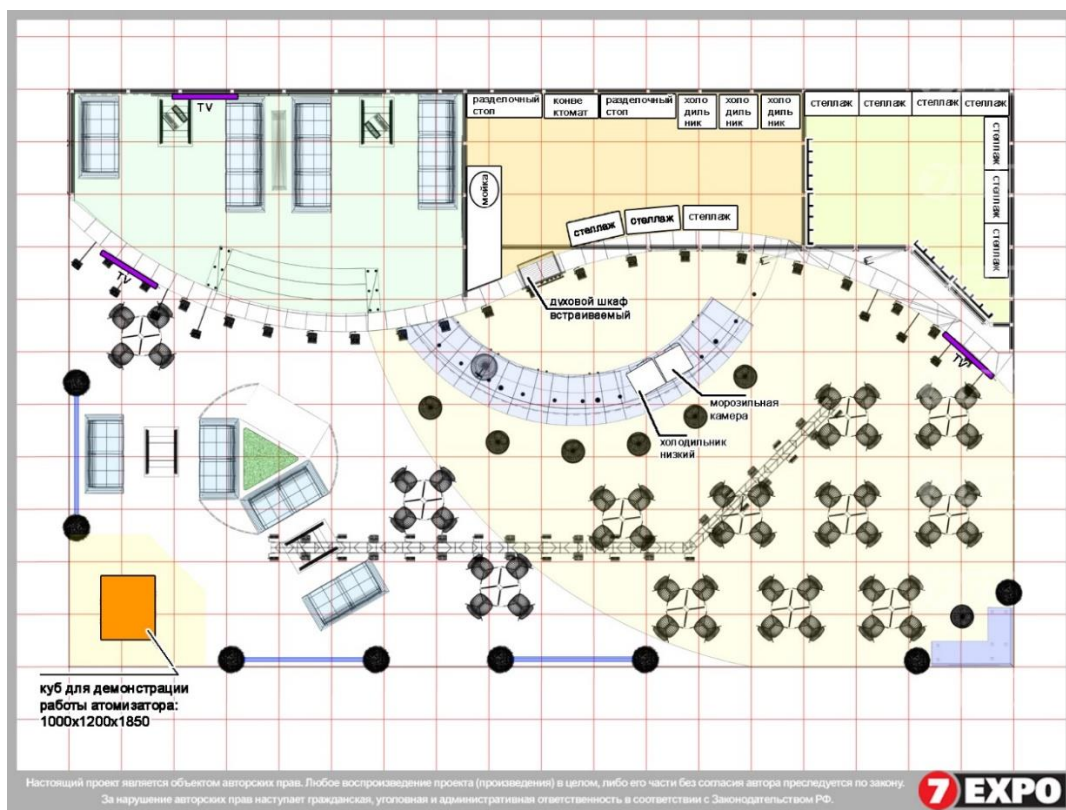 TV
разделочный
стол
конве
ктомат
разделочный
стол
холо
диль
ник
холо
диль
ник
холо
диль
ник
стеллаж
стеллаж
стеллаж
стеллаж
стеллаж
стеллаж
стеллаж
мойка
стеллаж
стеллаж
стеллаж
TV
духовой шкаф
встраиваемый
TV
морозильная
камера
холодильник
низкий
куб для демонстрации
работы атомизатора:
1000x1200x1850
Настоящий проект является объектом авторских прав. Любое воспроизведение проекта (произведения) в целом, либо его части без согласия автора преследуется по закону.
За нарушение авторских прав наступает гражданская, уголовная и административная ответственность в соответствии с Законодательством РФ.
7 EXPO